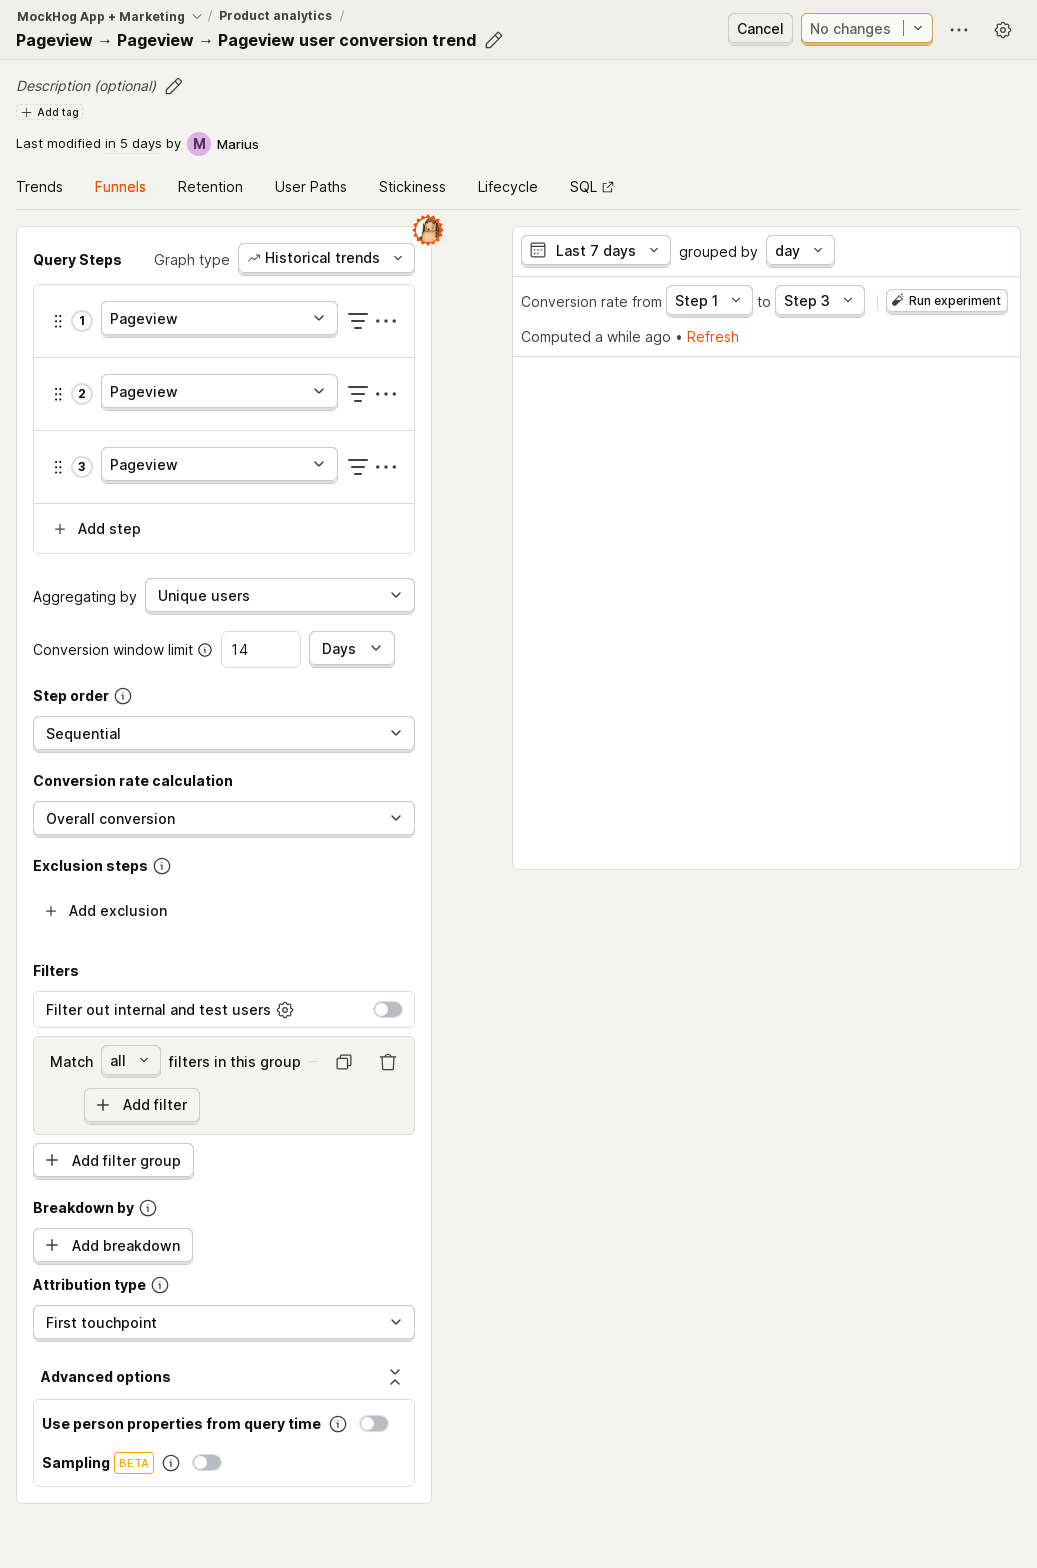 MockHog App + Marketing / Product analytics /
Pageview → Pageview → Pageview user conversion trend
Cancel
No changes
Description (optional)
Add tag
Last modified in 5 days by M Marius
Trends Funnels Retention User Paths Stickiness Lifecycle SQL
Query Steps Graph type Historical trends
1 Pageview
2 Pageview
3 Pageview
Add step
Aggregating by Unique users
Conversion window limit 14 Days
Step order
Sequential
Conversion rate calculation
Overall conversion
Exclusion steps
Add exclusion
Filters
Filter out internal and test users
Match all filters in this group
Add filter
Add filter group
Breakdown by
Add breakdown
Attribution type
First touchpoint
Advanced options
Use person properties from query time
Sampling BETA
Last 7 days grouped by day
Conversion rate from Step 1 to Step 3 Run experiment
Computed a while ago • Refresh